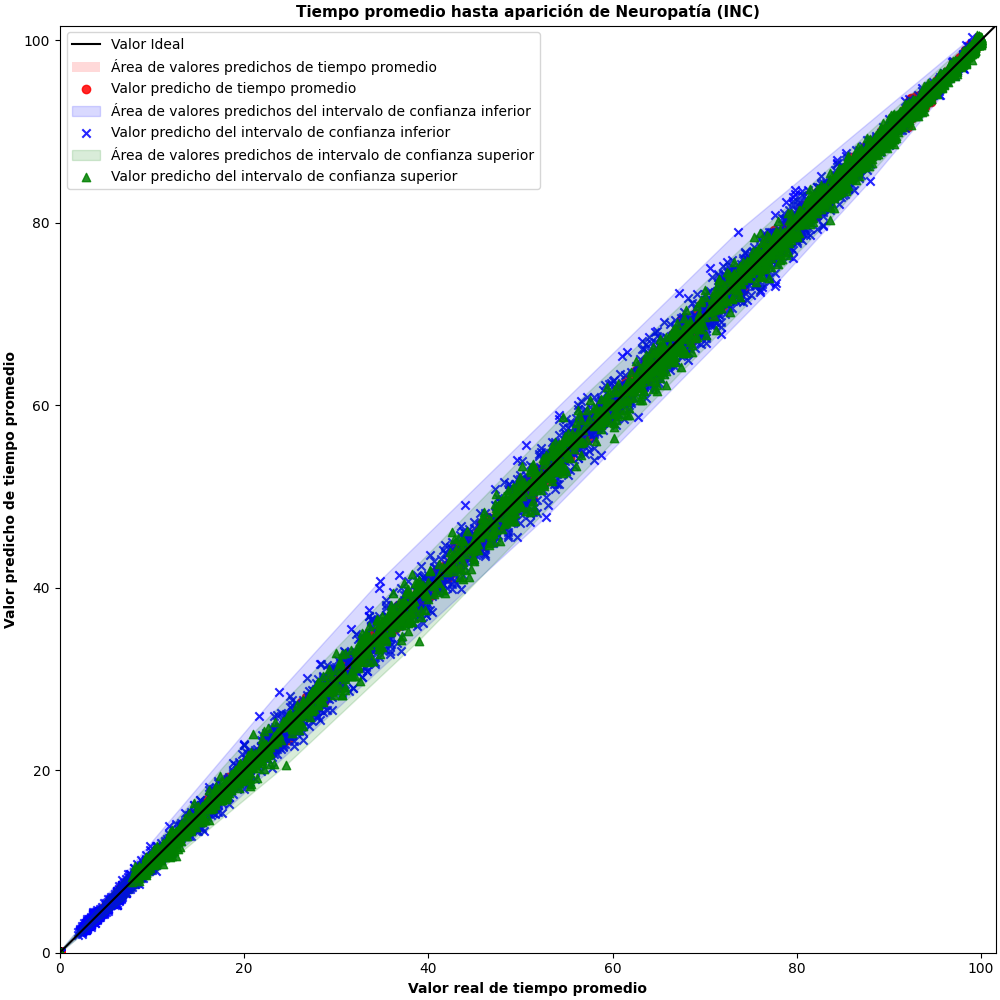 Tiempo promedio hasta aparición de Neuropatía (INC)
Valor Ideal
Área de valores predichos de tiempo promedio
Valor predicho de tiempo promedio
Área de valores predichos del intervalo de confianza inferior
Valor predicho del intervalo de confianza inferior
Área de valores predichos de intervalo de confianza superior
Valor predicho del intervalo de confianza superior
Valor predicho de tiempo promedio
100
80
60
40
20
0
0 20 40 60 80 100
Valor real de tiempo promedio